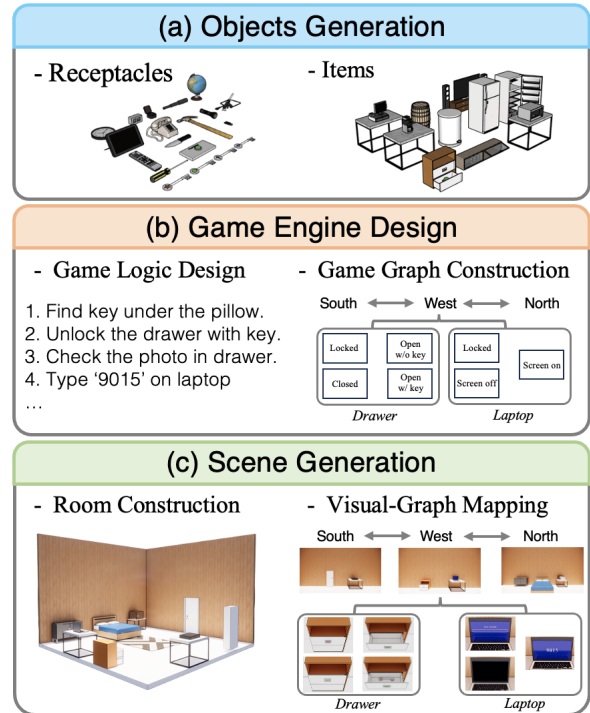 (a) Objects Generation
- Receptacles
- Items
(b) Game Engine Design
- Game Logic Design
1. Find key under the pillow.
2. Unlock the drawer with key.
3. Check the photo in drawer.
4. Type ‘9015’ on laptop
...
- Game Graph Construction
South West North
Locked
Open
w/o key
Closed
Open
w/ key
Drawer
Locked
Screen on
Screen off
Laptop
(c) Scene Generation
- Room Construction
- Visual-Graph Mapping
South West North
Drawer
9015
Laptop